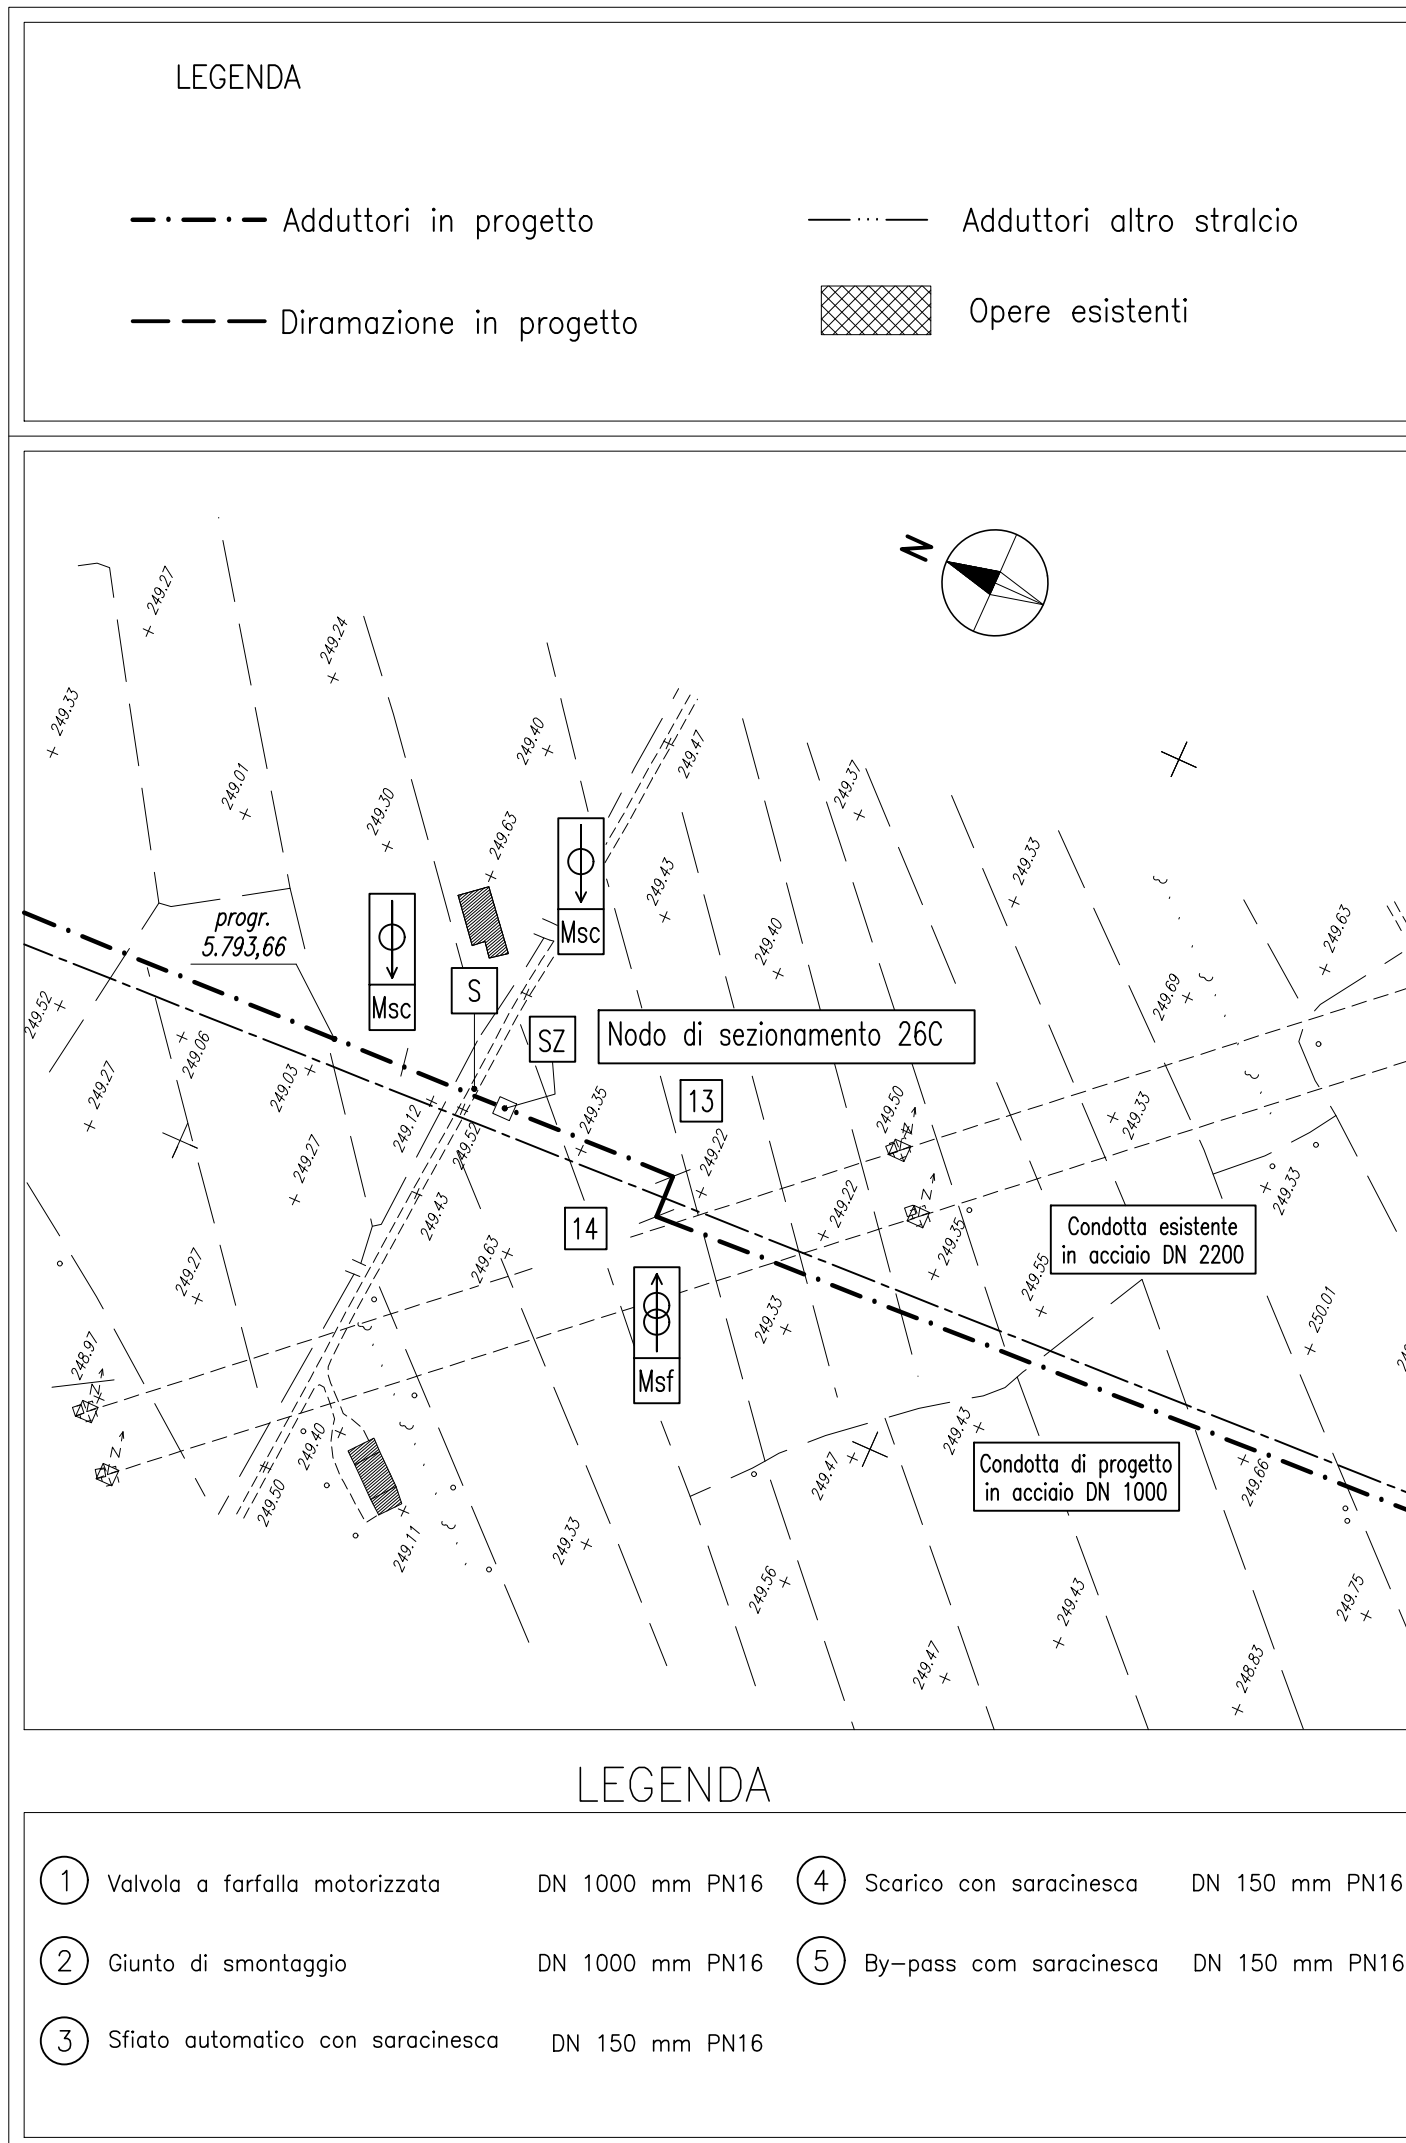 LEGENDA
Adduttori in progetto
Adduttori altro stralcio
Diramazione in progetto
Opere esistenti
N
249.27
249.24
249.33
249.40
249.47
249.01
249.30
249.37
249.63
249.33
249.43
Msc
progr.
5.793,66
249.40
249.63
Msc
S
249.69
249.52
SZ
Nodo di sezionamento 26C
249.06
249.27
249.03
13
249.35
249.50
249.12
249.33
249.52
249.27
249.22
249.33
249.43
14
249.22
Condotta esistente
in acciaio DN 2200
249.35
249.63
249.27
249.55
249.33
250.01
248.97
Msf
249.40
249.43
249.47
Condotta di progetto
in acciaio DN 1000
249.66
249.50
249.11
249.33
249.56
249.43
249.75
249.47
248.83
LEGENDA
1 Valvola a farfalla motorizzata DN 1000 mm PN16
4 Scarico con saracinesca DN 150 mm PN16
2 Giunto di smontaggio DN 1000 mm PN16
5 By-pass com saracinesca DN 150 mm PN16
3 Sfiato automatico con saracinesca DN 150 mm PN16